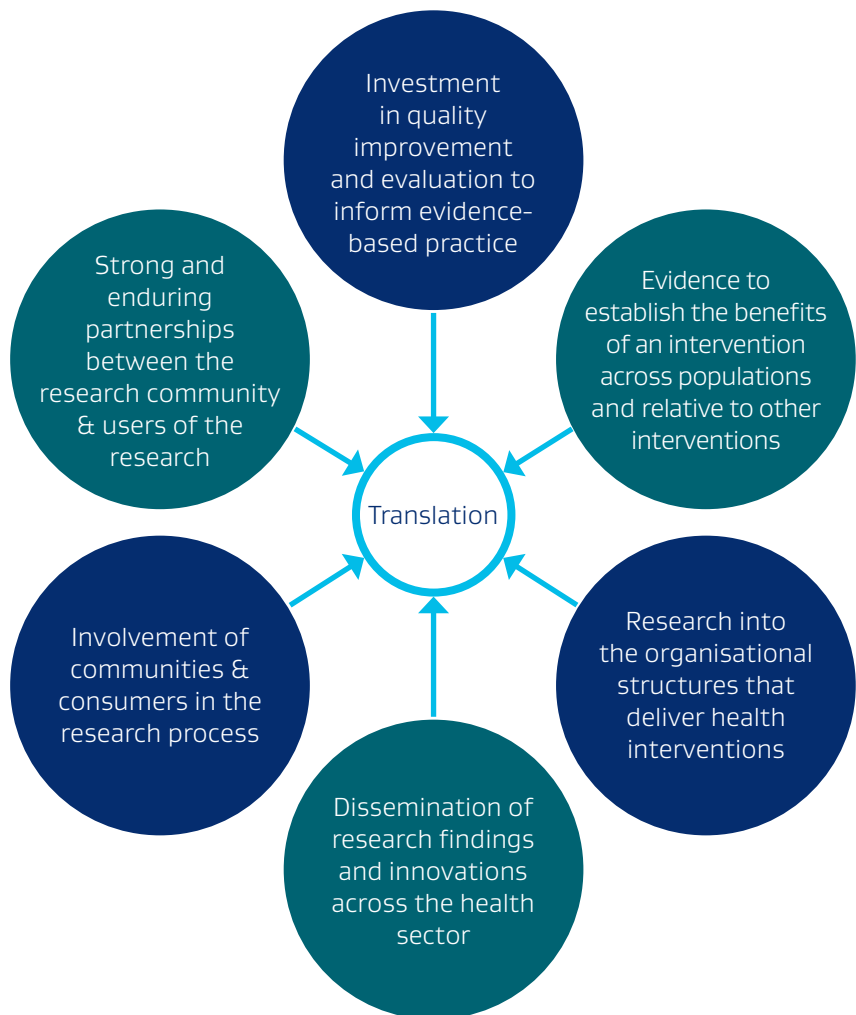 Investment
in quality
improvement
and evaluation to
inform evidence-
based practice
Strong and
enduring
partnerships
between the
research community
& users of the
research
Evidence to
establish the benefits
of an intervention
across populations
and relative to other
interventions
Translation
Involvement of
communities &
consumers in the
research process
Research into
the organisational
structures that
deliver health
interventions
Dissemination of
research findings
and innovations
across the health
sector